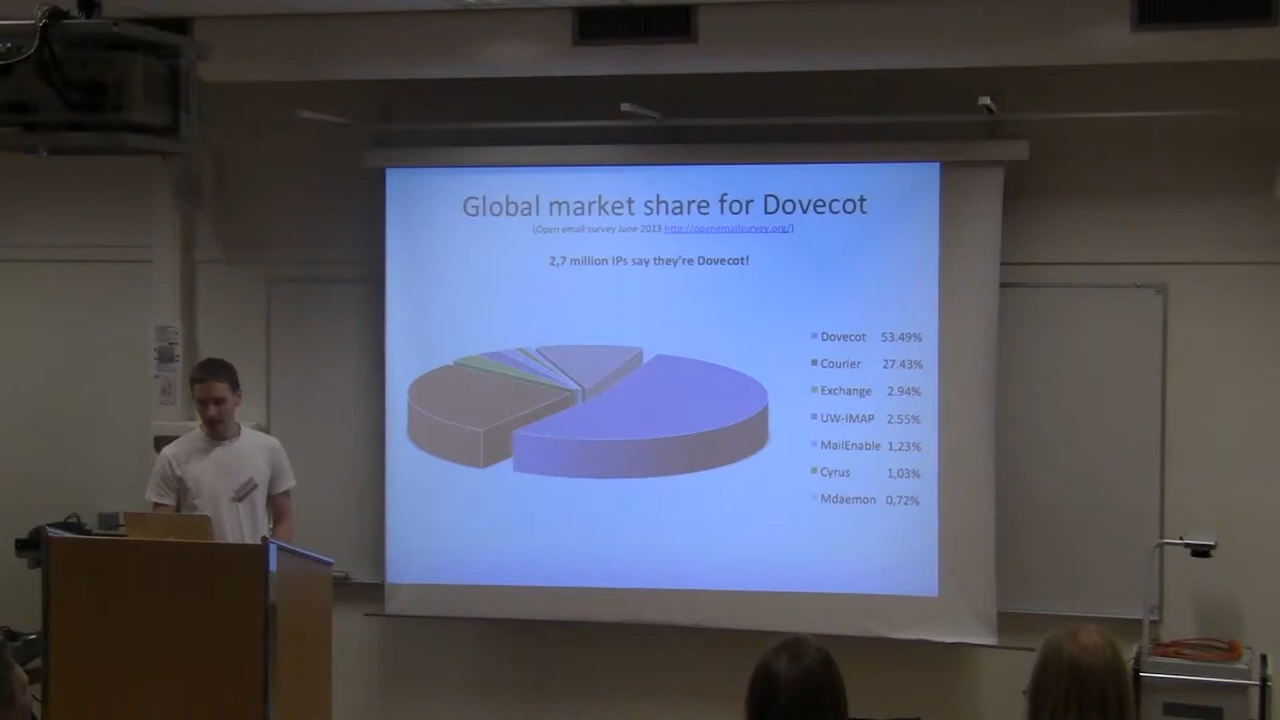 Global market share for Dovecot
(Open email survey June 2013 http://openemailsurvey.org/)
2,7 million IPs say they're Dovecot!
Dovecot 53.49%
Courier 27.43%
Exchange 2.94%
UW-IMAP 2.55%
MailEnable 1,23%
Cyrus 1,03%
Mdaemon 0,72%